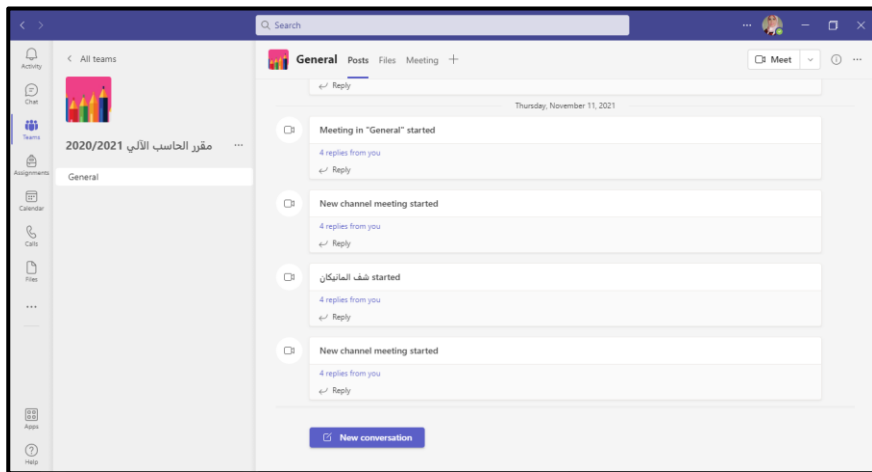 Search
Activity
Chat
Teams
Assignments
Calendar
Calls
Files
Apps
Help
All teams
مقرر الحاسب الآلي 2020/2021
General
General Posts Files Meeting
Meet
Reply
Thursday, November 11, 2021
Meeting in "General" started
4 replies from you
Reply
New channel meeting started
4 replies from you
Reply
شف المانيكان started
4 replies from you
Reply
New channel meeting started
4 replies from you
Reply
New conversation